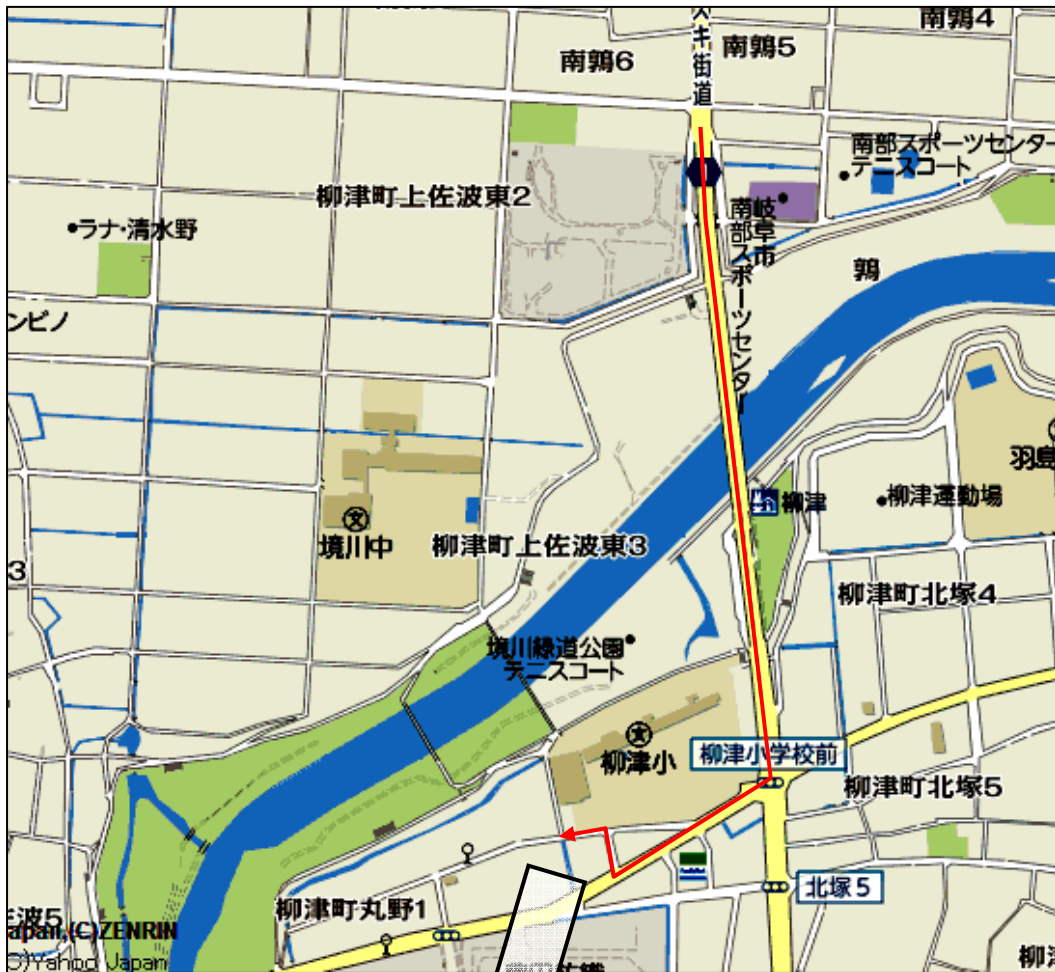 南鶉4
南鶉5
南鶉6
スキ街道
南部スポーツセンター
テニスコート
柳津町上佐波東2
岐阜市
南部スポーツセンター
ラナ・清水野
鶉
ンビノ
羽島
柳津
柳津運動場
境川中
柳津町上佐波東3
3
柳津町北塚4
境川緑道公園
テニスコート
柳津小
柳津小学校前
柳津町北塚5
北塚5
柳津町丸野1
波5
apan,(C)ZENRIN
Yahoo Japan